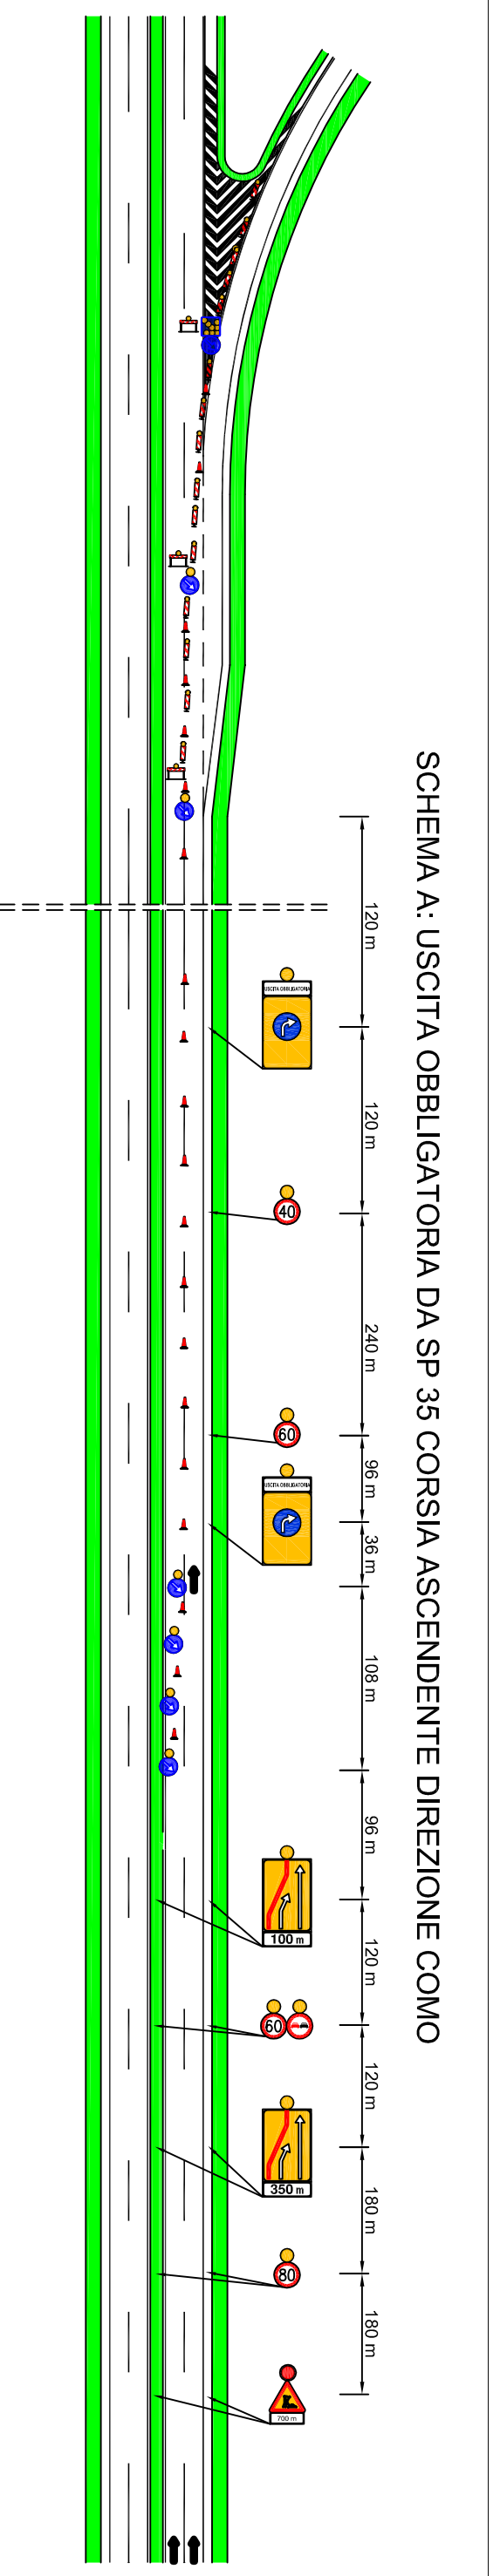 SCHEMA A: USCITA OBBLIGATORIA DA SP 35 CORSIA ASCENDENTE DIREZIONE COMO
120 m
120 m
240 m
96 m
36 m
108 m
96 m
120 m
120 m
180 m
180 m
USCITA OBBLIGATORIA
40
60
USCITA OBBLIGATORIA
100 m
60
350 m
80
700 m